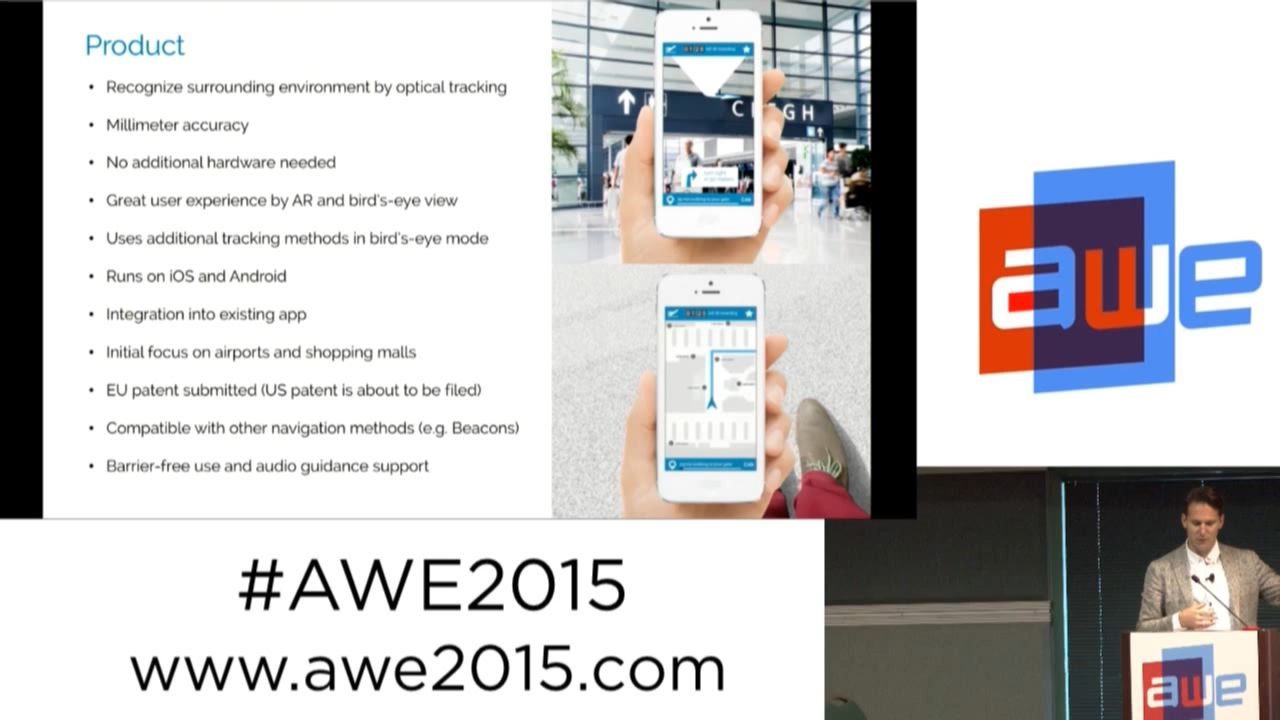 Product
• Recognize surrounding environment by optical tracking
• Millimeter accuracy
• No additional hardware needed
• Great user experience by AR and bird's-eye view
• Uses additional tracking methods in bird's-eye mode
• Runs on iOS and Android
• Integration into existing app
• Initial focus on airports and shopping malls
• EU patent submitted (US patent is about to be filed)
• Compatible with other navigation methods (e.g. Beacons)
• Barrier-free use and audio guidance support
G H
awe
#AWE2015
www.awe2015.com
awe